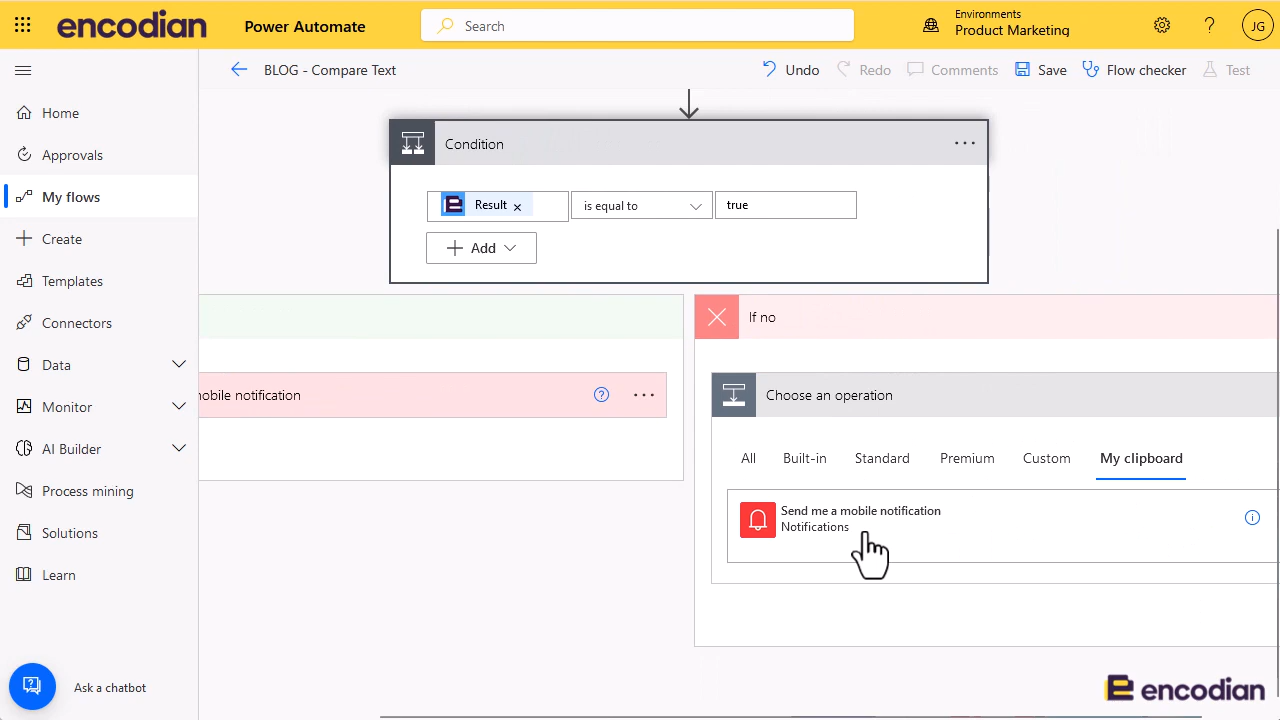 encodian
Power Automate
Search
Environments
Product Marketing
?
JG
BLOG - Compare Text
Undo
Redo
Comments
Save
Flow checker
Test
Home
Approvals
My flows
Create
Templates
Connectors
Data
Monitor
AI Builder
Process mining
Solutions
Learn
Ask a chatbot
Condition
...
Result ×
is equal to
true
Add
If no
obile notification
?
...
Choose an operation
All
Built-in
Standard
Premium
Custom
My clipboard
Send me a mobile notification
Notifications
encodian